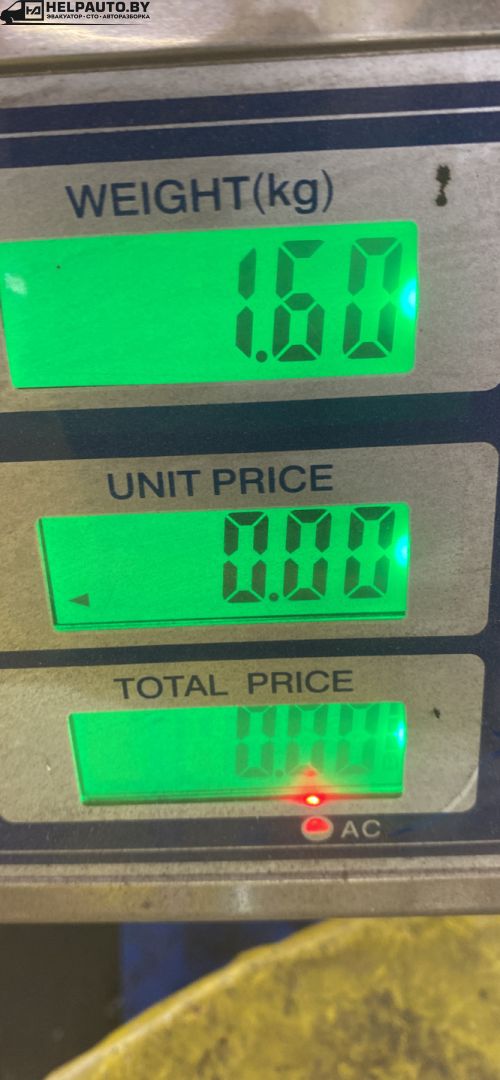 HELPAUTO.BY
ЭВАКУАТОР · СТО · АВТОРАЗБОРКА
WEIGHT(kg)
1.60
UNIT PRICE
0.00
TOTAL PRICE
0.00
AC